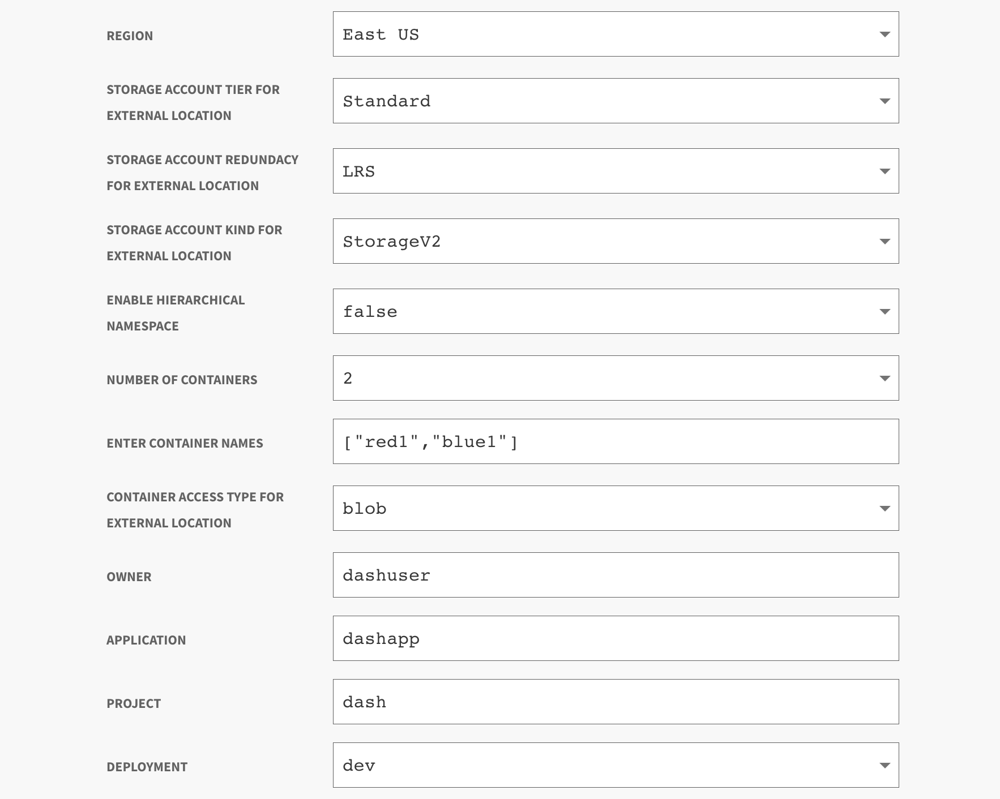 REGION
East US
STORAGE ACCOUNT TIER FOR
EXTERNAL LOCATION
Standard
STORAGE ACCOUNT REDUNDACY
FOR EXTERNAL LOCATION
LRS
STORAGE ACCOUNT KIND FOR
EXTERNAL LOCATION
StorageV2
ENABLE HIERARCHICAL
NAMESPACE
false
NUMBER OF CONTAINERS
2
ENTER CONTAINER NAMES
["red1","blue1"]
CONTAINER ACCESS TYPE FOR
EXTERNAL LOCATION
blob
OWNER
dashuser
APPLICATION
dashapp
PROJECT
dash
DEPLOYMENT
dev